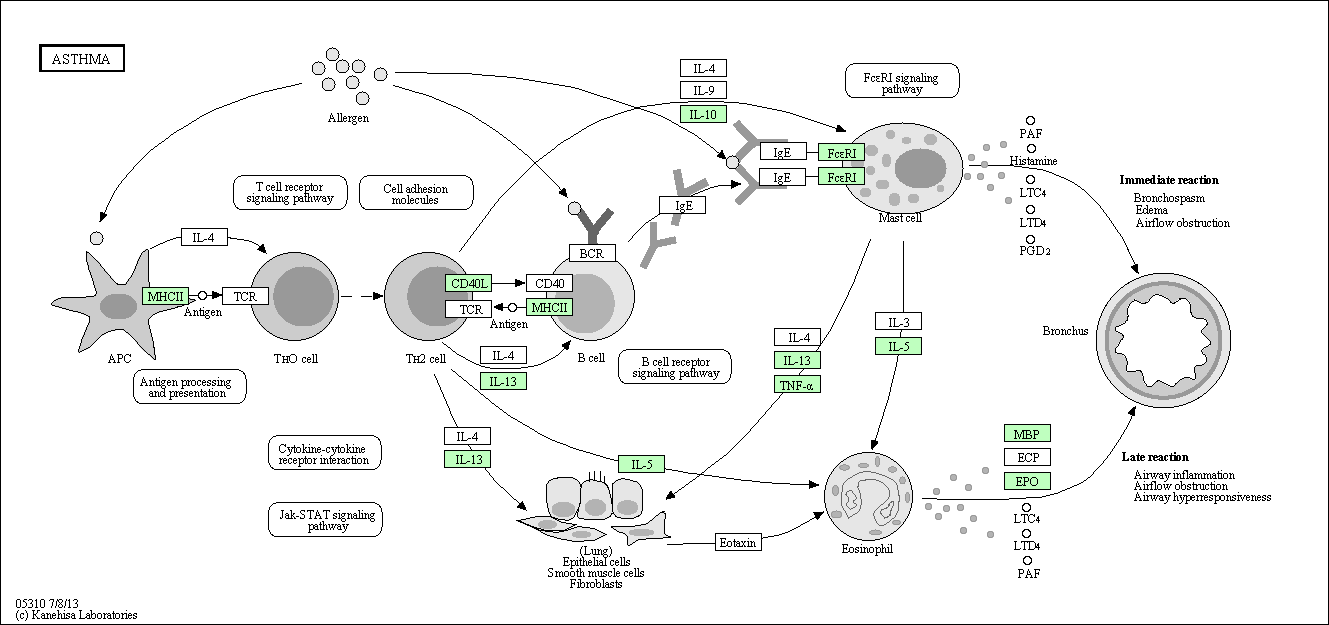 ASTHMA
Allergen
IL-4
IL-9
IL-10
FcεRI signaling
pathway
IgE
FcεRI
IgE
FcεRI
Mast cell
PAF
Histamine
LTC4
LTD4
PGD2
Immediate reaction
Bronchospasm
Edema
Airflow obstruction
T cell receptor
signaling pathway
Cell adhesion
molecules
IgE
IL-4
BCR
MHCII
Antigen
TCR
CD40L
CD40
TCR
MHCII
Antigen
APC
TH0 cell
TH2 cell
B cell
Bronchus
IL-4
IL-13
B cell receptor
signaling pathway
IL-4
IL-13
TNF-α
IL-3
IL-5
Antigen processing
and presentation
Cytokine-cytokine
receptor interaction
Jak-STAT signaling
pathway
IL-4
IL-13
IL-5
(Lung)
Epithelial cells
Smooth muscle cells
Fibroblasts
Eotaxin
Eosinophil
MBP
ECP
EPO
LTC4
LTD4
PAF
Late reaction
Airway inflammation
Airflow obstruction
Airway hyperresponsiveness
05310 7/8/13
(c) Kanehisa Laboratories